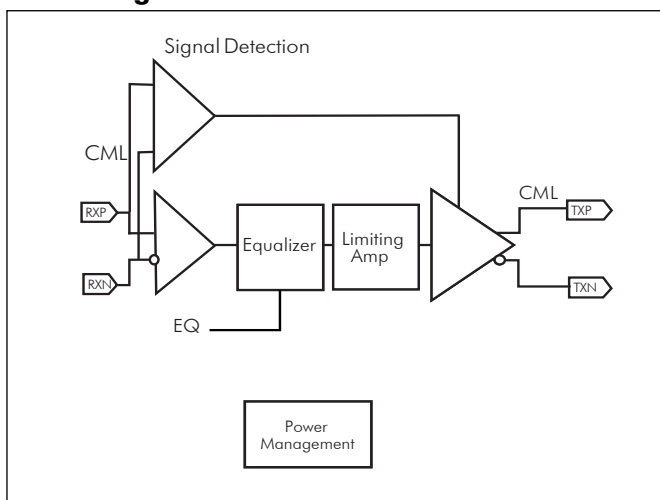 Signal Detection
CML
RXP
RXN
Equalizer
Limiting
Amp
CML
TXP
TXN
EQ
Power
Management